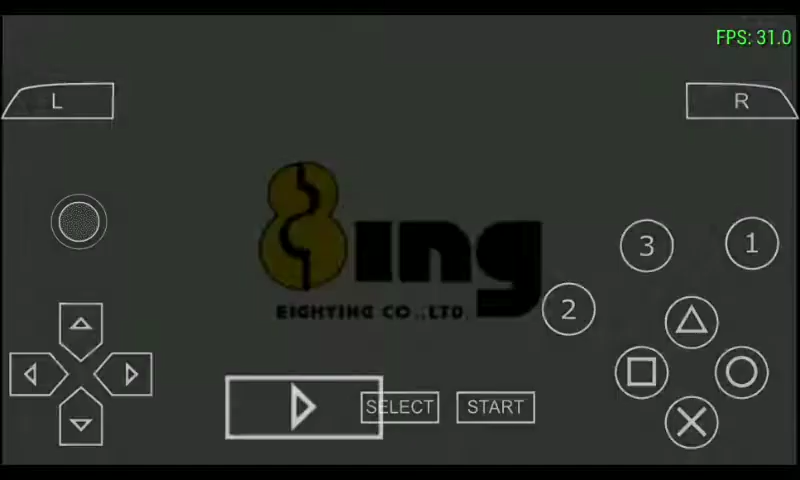 FPS: 31.0
L
R
8ing
3
1
EIGHTING CO.,LTD.
2
SELECT
START